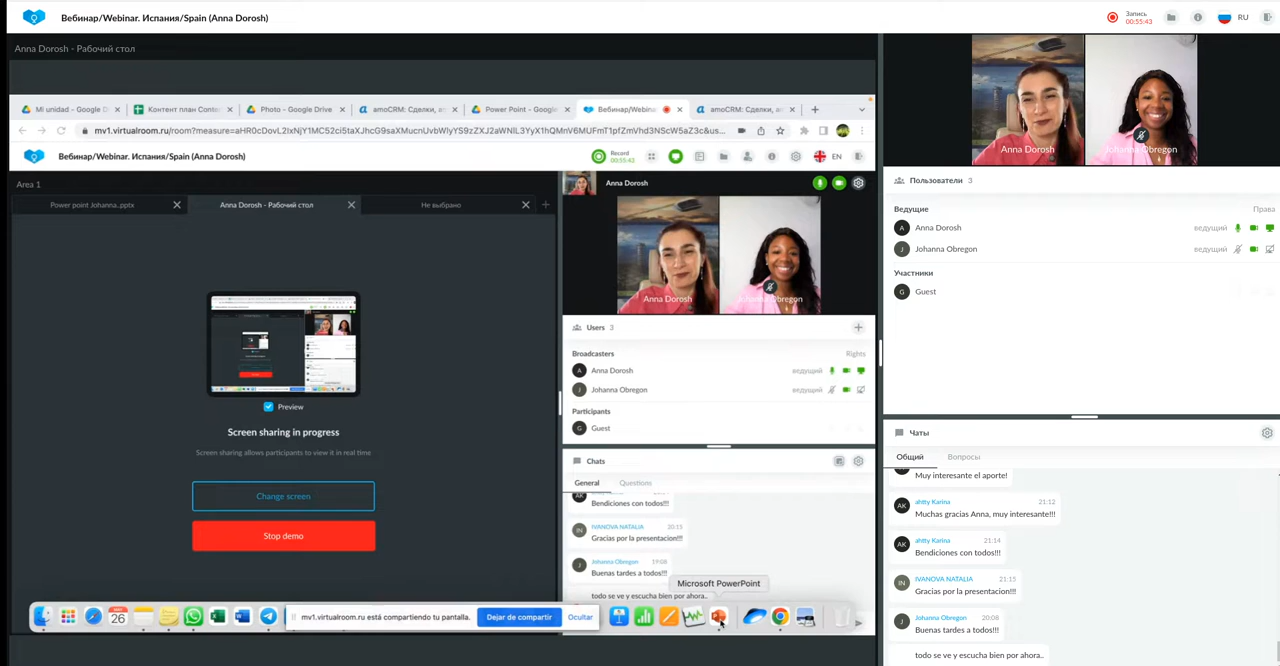 Вебинар/Webinar. Испания/Spain (Anna Dorosh)
Запись
00:55:43
RU
Anna Dorosh - Рабочий стол
Mi unidad - Google D
Контент план Conte
Photo - Google Drive
amoCRM: Сделки, а
Power Point - Google
Вебинар/Webina
amoCRM: Сделки, а
Вебинар/Webinar. Испания/Spain (Anna Dorosh)
Record
00:55:43
EN
Area 1
Power point Johanna..pptx
Anna Dorosh - Рабочий стол
Не выбрано
Preview
Screen sharing in progress
Screen sharing allows participants to view it in real time
Change screen
Stop demo
Anna Dorosh
Anna Dorosh
Johanna Obregon
Users 3
Broadcasters
Rights
A Anna Dorosh
ведущий
J Johanna Obregon
ведущий
Participants
G Guest
Chats
General
Questions
AK
Bendiciones con todos!!!
IN IVANOVA NATALIA 20:15
Gracias por la presentacion!!!
J Johanna Obregon 19:08
Buenas tardes a todos!!!
todo se ve y escucha bien por ahora..
Microsoft PowerPoint
26
mv1.virtualroom.ru está compartiendo tu pantalla.
Dejar de compartir
Ocultar
Anna Dorosh
Johanna Obregon
Пользователи 3
Ведущие
Права
A Anna Dorosh
ведущий
J Johanna Obregon
ведущий
Участники
G Guest
Чаты
Общий
Вопросы
Muy interesante el aporte!
AK ahtty Karina 21:12
Muchas gracias Anna, muy interesante!!!
AK ahtty Karina 21:14
Bendiciones con todos!!!
IN IVANOVA NATALIA 21:15
Gracias por la presentacion!!!
J Johanna Obregon 20:08
Buenas tardes a todos!!!
todo se ve y escucha bien por ahora..